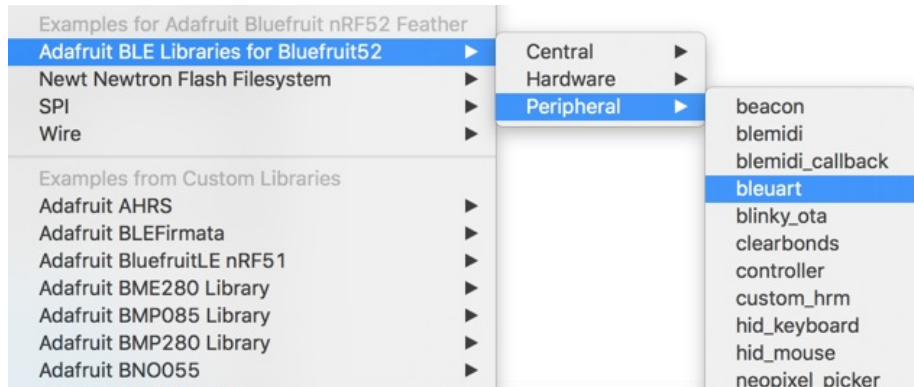 Examples for Adafruit Bluefruit nRF52 Feather
Adafruit BLE Libraries for Bluefruit52
Newt Newtron Flash Filesystem
SPI
Wire
Examples from Custom Libraries
Adafruit AHRS
Adafruit BLEFirmata
Adafruit BluefruitLE nRF51
Adafruit BME280 Library
Adafruit BMP085 Library
Adafruit BMP280 Library
Adafruit BNO055
Central
Hardware
Peripheral
beacon
blemidi
blemidi_callback
bleuart
blinky_ota
clearbonds
controller
custom_hrm
hid_keyboard
hid_mouse
neopixel_picker